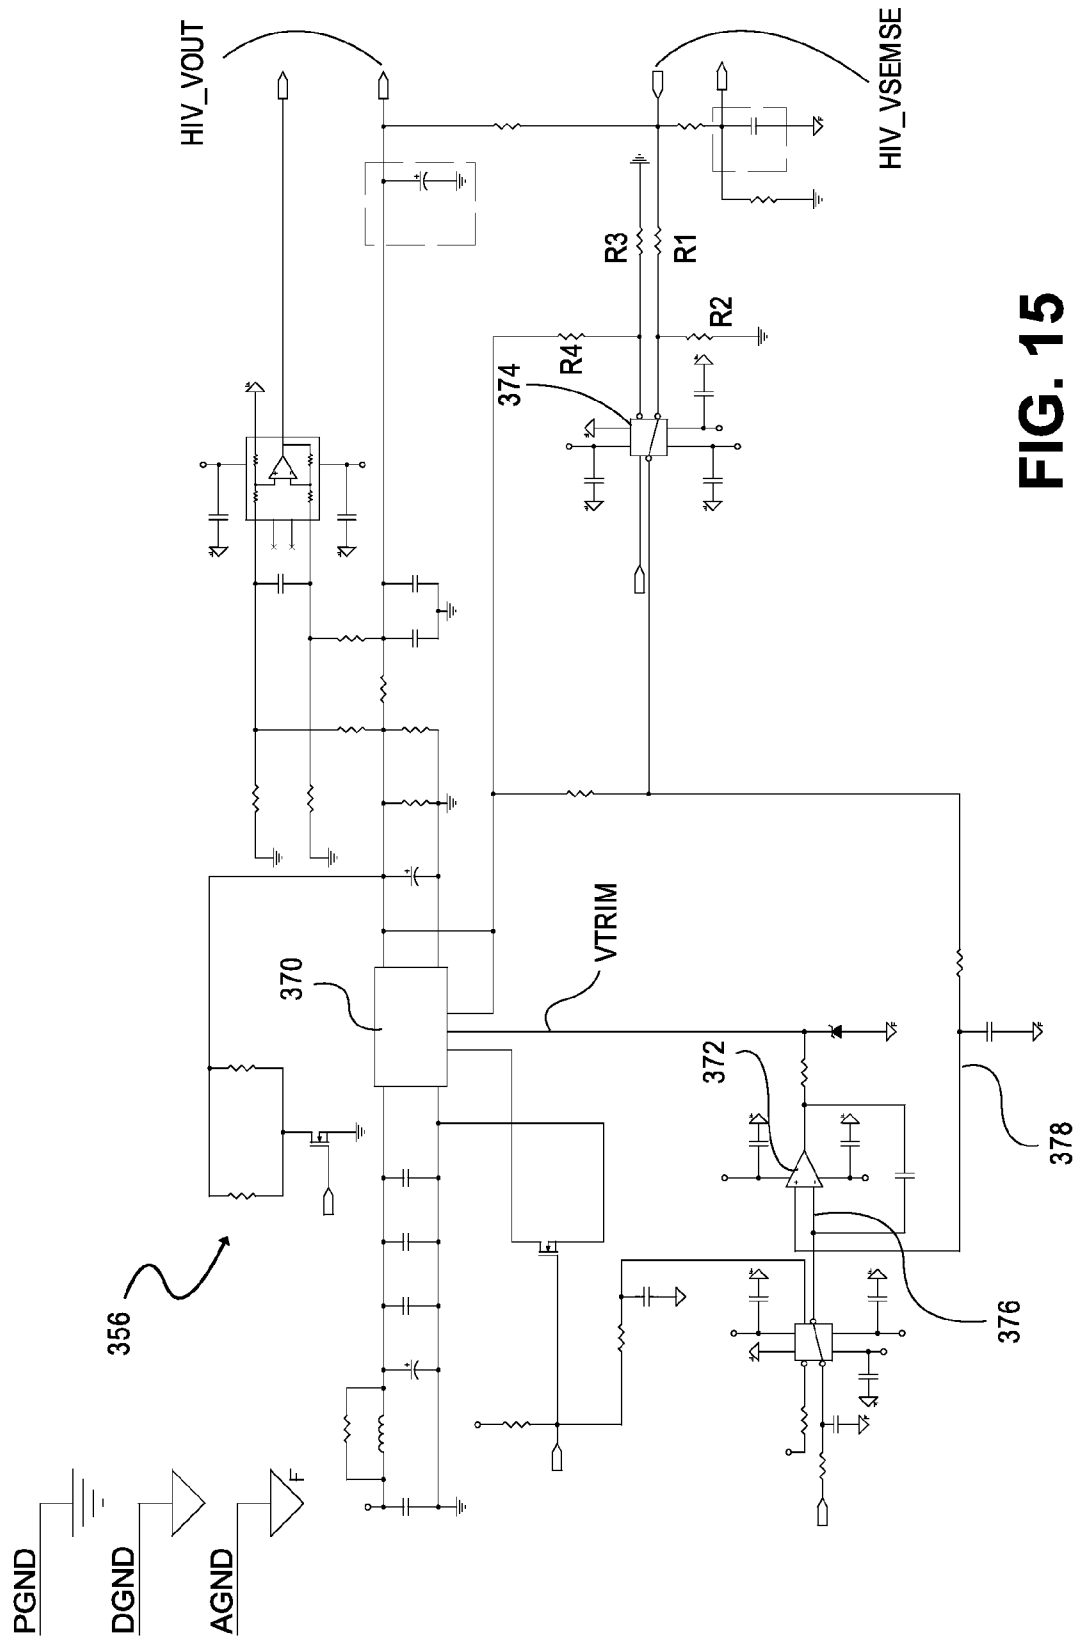 PGND
DGND
AGND
F
356
370
HIV_VOUT
VTRIM
R4
374
R3
R1
R2
HIV_VSEMSE
372
376
378
FIG. 15